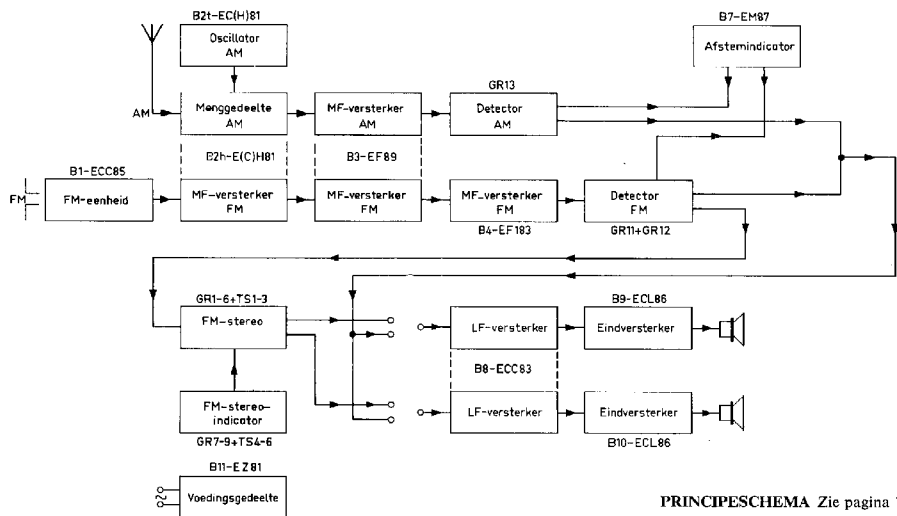 B2t-EC(H)81
Oscillator
AM
B7-EM87
Afstemindicator
GR13
AM
Menggedeelte
AM
MF-versterker
AM
Detector
AM
B2h-E(C)H81
B3-EF89
B1-ECC85
FM
FM-eenheid
MF-versterker
FM
MF-versterker
FM
MF-versterker
FM
B4-EF183
Detector
FM
GR11+GR12
GR1-6+TS1-3
FM-stereo
B9-ECL86
LF-versterker
Eindversterker
B8-ECC83
FM-stereo-
indicator
GR7-9+TS4-6
LF-versterker
Eindversterker
B10-ECL86
B11-EZ81
Voedingsgedeelte
PRINCIPESCHEMA Zie pagina